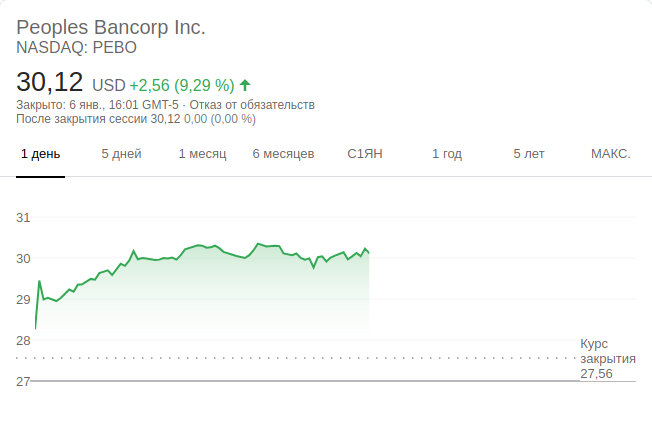 Peoples Bancorp Inc.
NASDAQ: PEBO
30,12 USD +2,56 (9,29 %)
Закрыто: 6 янв., 16:01 GMT-5 · Отказ от обязательств
После закрытия сессии 30,12 0,00 (0,00 %)
1 день 5 дней 1 месяц 6 месяцев С1ЯН 1 год 5 лет МАКС.
31
30
29
28
Курс
закрытия
27,56
27